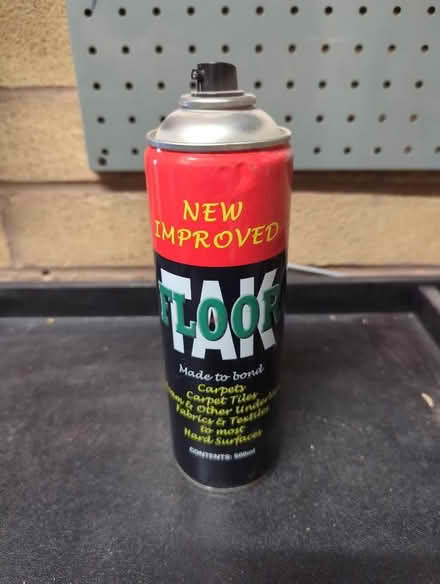 NEW
IMPROVED
TAK
FLOOR
Made to bond
Carpets
Carpet Tiles
& Other
Fabrics & Textiles
to most
Hard Surfaces
CONTENTS: 500ml